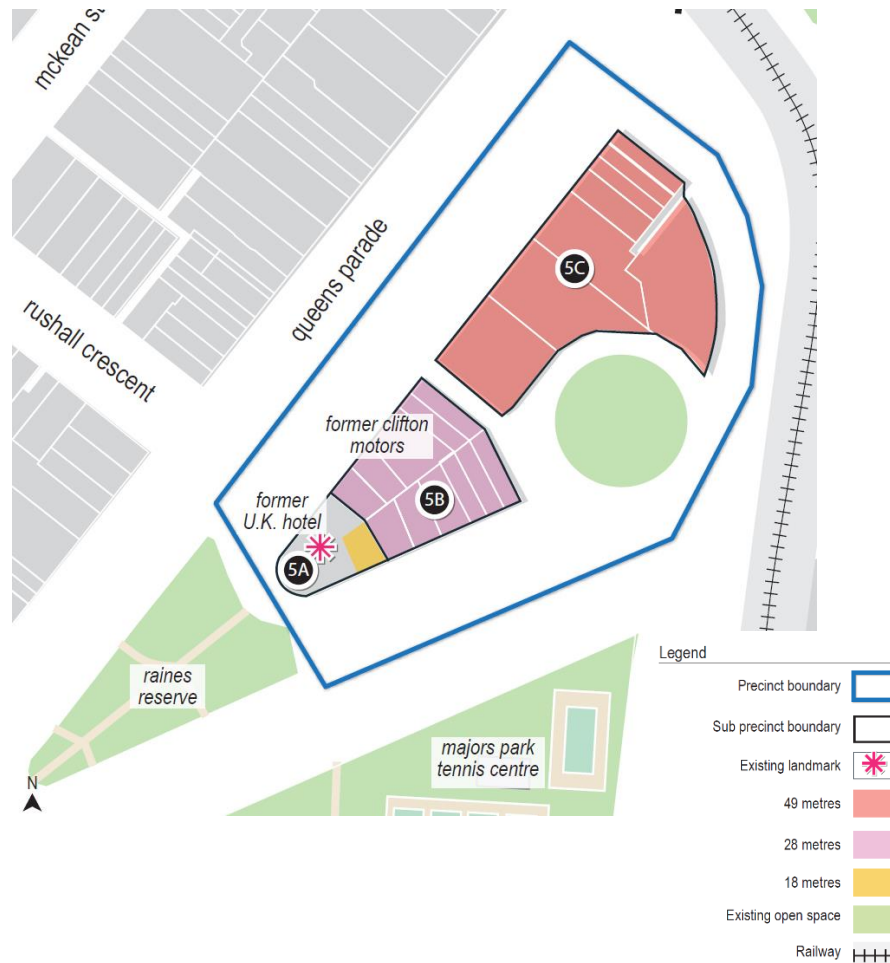 mckean st
queens parade
rushall crescent
5C
former clifton
motors
5B
former
U.K. hotel
5A
raines
reserve
majors park
tennis centre
N
Legend
Precinct boundary
Sub precinct boundary
Existing landmark
49 metres
28 metres
18 metres
Existing open space
Railway